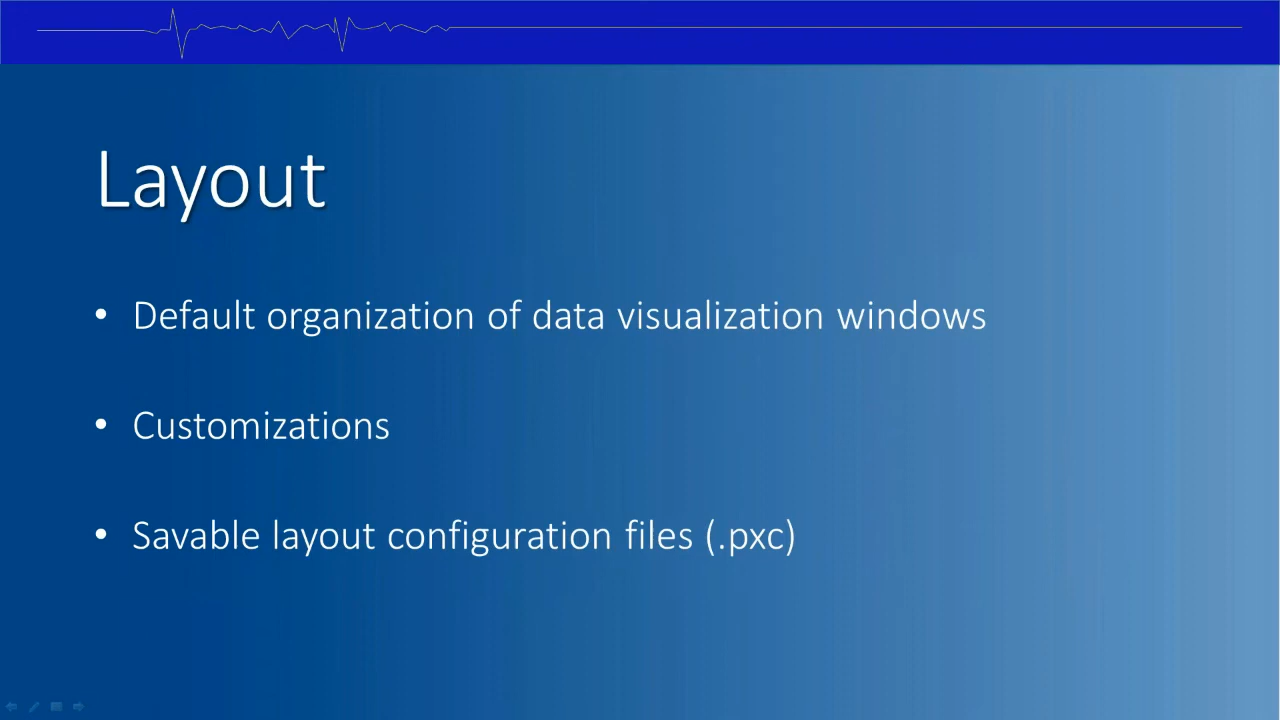 Layout
• Default organization of data visualization windows
• Customizations
• Savable layout configuration files (.pxc)